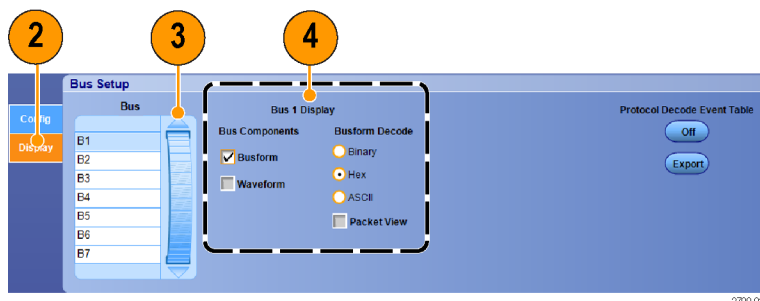 2
3
4
Bus Setup
Config
Display
Bus
B1
B2
B3
B4
B5
B6
B7
Bus 1 Display
Bus Components
Busform
Waveform
Busform Decode
Binary
Hex
ASCII
Packet View
Protocol Decode Event Table
Off
Export